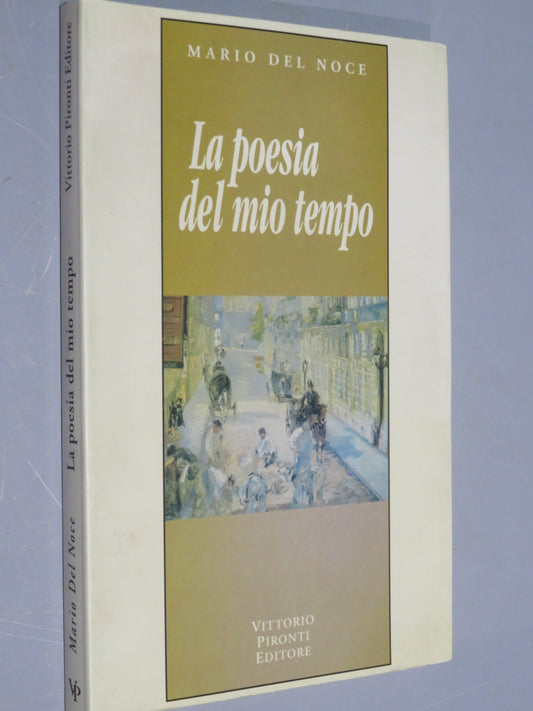 MARIO DEL NOCE
La poesia
del mio tempo
VITTORIO
PIRONTI
EDITORE
Mario Del Noce
La poesia del mio tempo
Vittorio Pironti Editore
VP